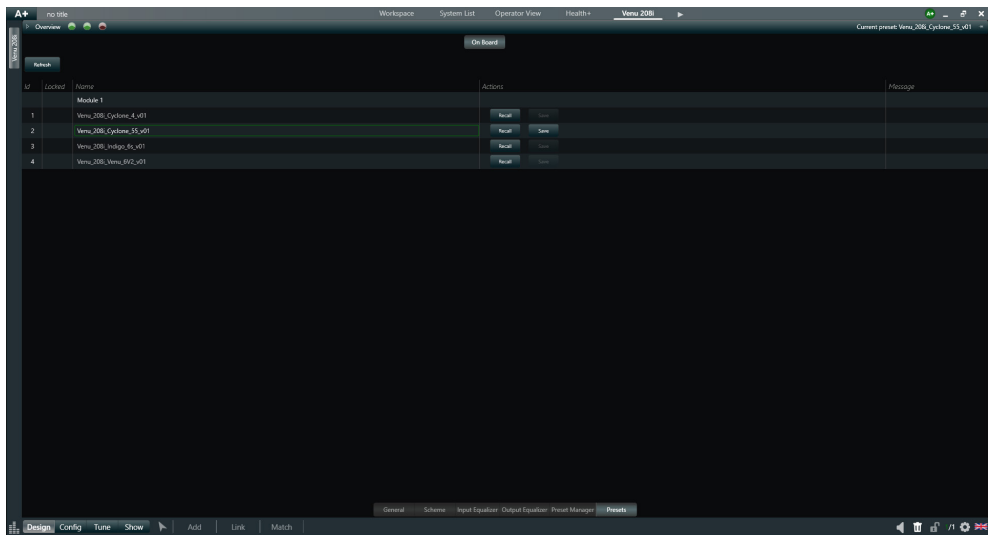 A+ no title Workspace System List Operator View Health+ Venu 208i A+
Overview Current preset: Venu_208i_Cyclone_55_v01
Venu 208i
On Board
Refresh
Id Locked Name Actions Message
Module 1
1 Venu_208i_Cyclone_4_v01 Recall Save
2 Venu_208i_Cyclone_55_v01 Recall Save
3 Venu_208i_Indigo_6s_v01 Recall Save
4 Venu_208i_Venu_6V2_v01 Recall Save
General Scheme Input Equalizer Output Equalizer Preset Manager Presets
Design Config Tune Show Add Link Match /1